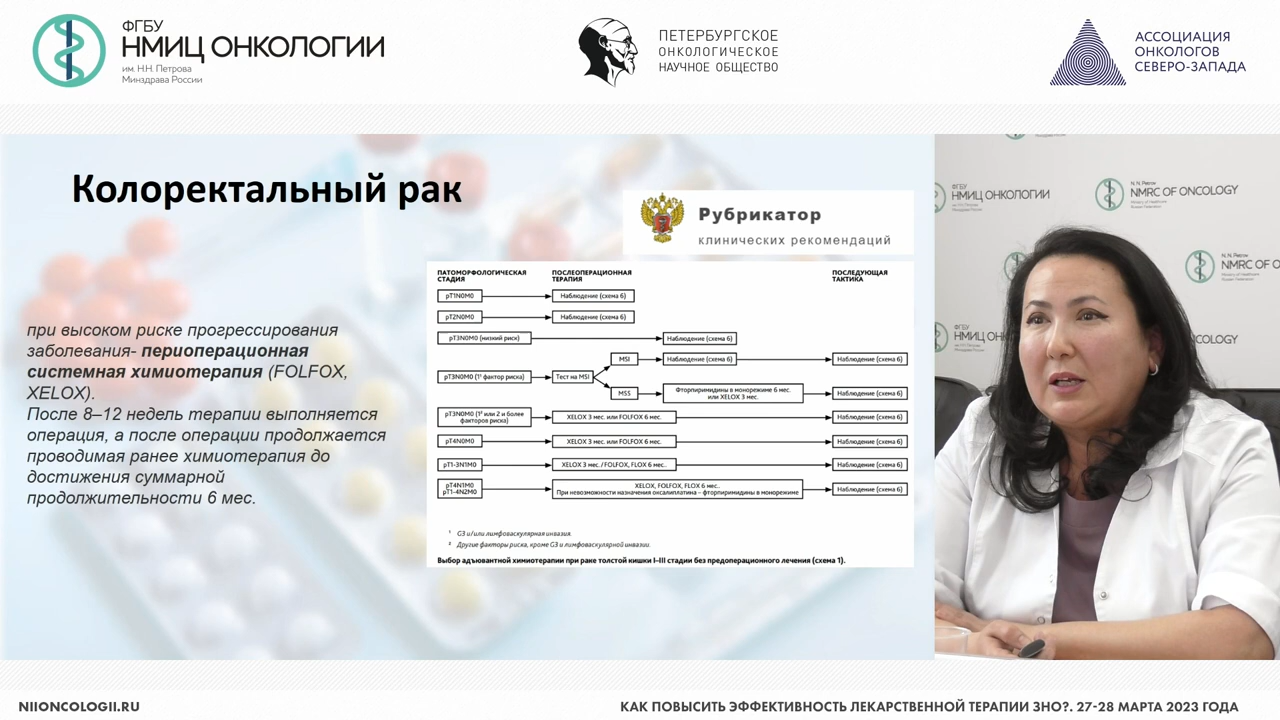 ФГБУ
НМИЦ ОНКОЛОГИИ
им. Н.Н. Петрова
Минздрава России
ПЕТЕРБУРГСКОЕ
ОНКОЛОГИЧЕСКОЕ
НАУЧНОЕ ОБЩЕСТВО
АССОЦИАЦИЯ
ОНКОЛОГОВ
СЕВЕРО-ЗАПАДА
Колоректальный рак
Рубрикатор
клинических рекомендаций
при высоком риске прогрессирования
заболевания- периоперационная
системная химиотерапия (FOLFOX,
XELOX).
После 8–12 недель терапии выполняется
операция, а после операции продолжается
проводимая ранее химиотерапия до
достижения суммарной
продолжительности 6 мес.
ПАТОМОРФОЛОГИЧЕСКАЯ
СТАДИЯ
ПОСЛЕОПЕРАЦИОННАЯ
ТЕРАПИЯ
ПОСЛЕДУЮЩАЯ
ТАКТИКА
pT1N0M0
Наблюдение (схема 6)
pT2N0M0
Наблюдение (схема 6)
pT3N0M0 (низкий риск)
Наблюдение (схема 6)
pT3N0M0 (1¹ фактор риска)
Тест на MSI
MSI
Наблюдение (схема 6)
Наблюдение (схема 6)
MSS
Фторпиримидины в монорежиме 6 мес.
или XELOX 3 мес.
Наблюдение (схема 6)
pT3N0M0 (1² или 2 и более
факторов риска)
XELOX 3 мес. или FOLFOX 6 мес.
Наблюдение (схема 6)
pT4N0M0
XELOX 3 мес. или FOLFOX 6 мес.
Наблюдение (схема 6)
pT1-3N1M0
XELOX 3 мес. / FOLFOX, FLOX 6 мес..
Наблюдение (схема 6)
pT4N1M0
pT1-4N2M0
XELOX, FOLFOX, FLOX 6 мес..
При невозможности назначения оксалиплатина – фторпиримидины в монорежиме
Наблюдение (схема 6)
¹ G3 и/или лимфоваскулярная инвазия.
² Другие факторы риска, кроме G3 и лимфоваскулярной инвазии.
Выбор адъювантной химиотерапии при раке толстой кишки I–III стадии без предоперационного лечения (схема 1).
ФГБУ
НМИЦ ОНКОЛОГИИ
N.N. Petrov
NMRC OF ONCOLOGY
NMRC OF O
ФГБУ
НМИЦ ОН
NIIONCOLOGII.RU
КАК ПОВЫСИТЬ ЭФФЕКТИВНОСТЬ ЛЕКАРСТВЕННОЙ ТЕРАПИИ ЗНО?. 27-28 МАРТА 2023 ГОДА